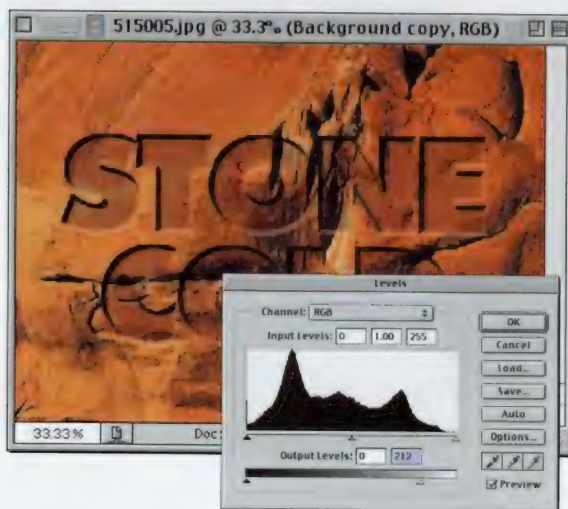 515005.jpg @ 33.3% (Background copy, RGB)
STONE
COLD
Levels
Channel: RGB
Input Levels: 0 1.00 255
OK
Cancel
Load...
Save...
Auto
Options...
Preview
Output Levels: 0 212
33.33%
Doc: